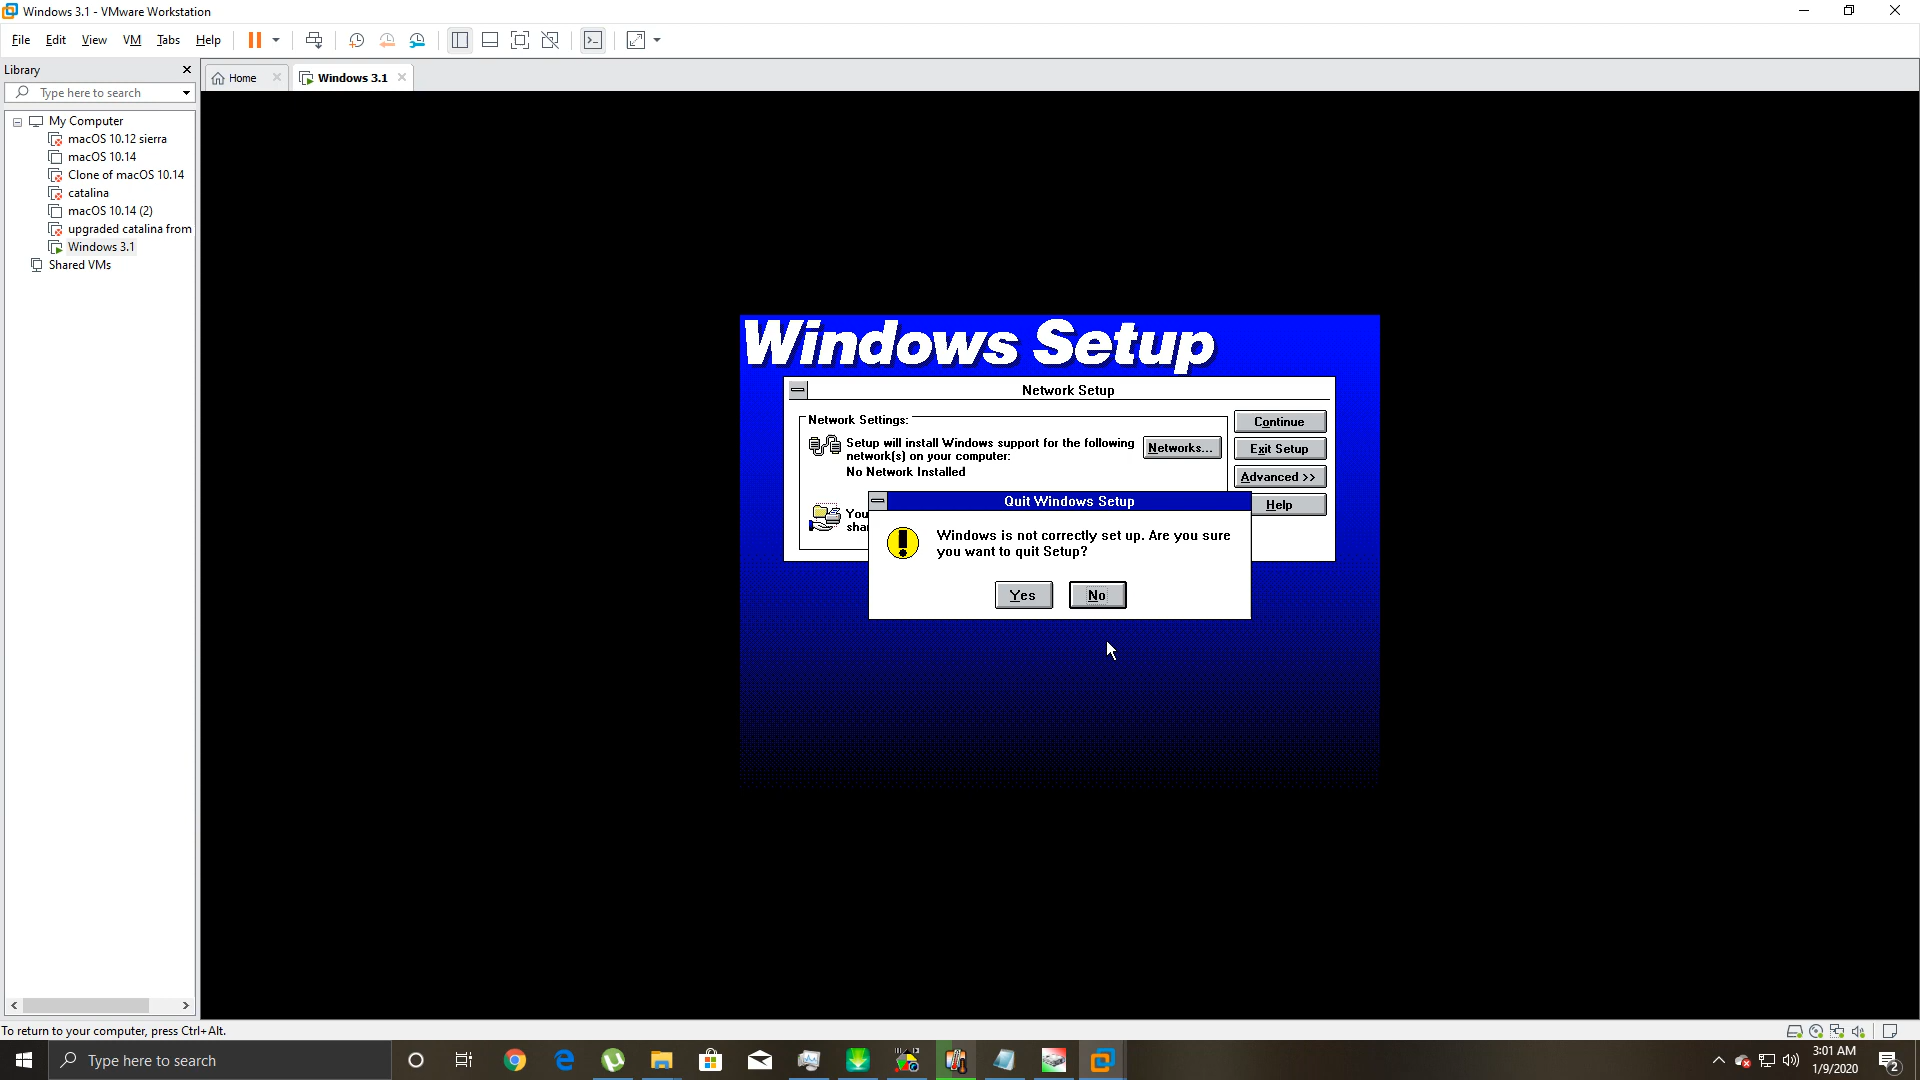 Windows 3.1 - VMware Workstation
File Edit View VM Tabs Help
Library
Home
Windows 3.1
Type here to search
My Computer
macOS 10.12 sierra
macOS 10.14
Clone of macOS 10.14
catalina
macOS 10.14 (2)
upgraded catalina from
Windows 3.1
Shared VMs
Windows Setup
Network Setup
Network Settings:
Setup will install Windows support for the following
network(s) on your computer:
No Network Installed
Networks...
Continue
Exit Setup
Advanced >>
Help
You
sha
Quit Windows Setup
Windows is not correctly set up. Are you sure
you want to quit Setup?
Yes
No
To return to your computer, press Ctrl+Alt.
Type here to search
3:01 AM
1/9/2020
2